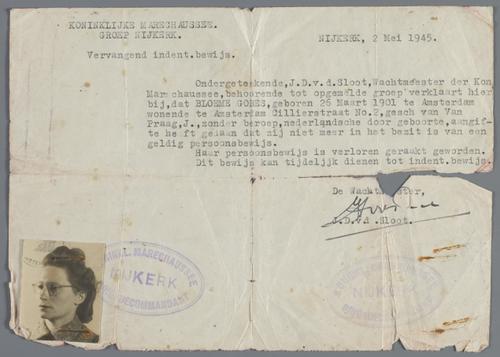 KONINKLIJKE MARECHAUSSEE.
GROEP NIJKERK.
NIJKERK, 2 Mei 1945.
Vervangend indent.bewijs.
Ondergeteekende, J.D.v.d.Sloot, Wachtmeester der Kon
Marechaussee, behoorende tot opgemelde groep verklaart hier
bij, dat BLOEME GOBES, geboren 26 Maart 1901 te Amsterdam
wonende te Amsterdam Cillierstraat No.2, gesch van Van
Praag, J., zonder beroep, nederlandsche door geboorte, aangif-
te heeft gedaan dat zij niet meer in het bezit is van een
geldig persoonsbewijs.
Haar persoonsbewijs is verloren geraakt geworden.
Dit bewijs kan tijdelijk dienen tot indent.bewijs.
De Wachtmeester,
J.D.v.d.Sloot.
KONINKL. MARECHAUSSEE
NIJKERK
NIJKERK